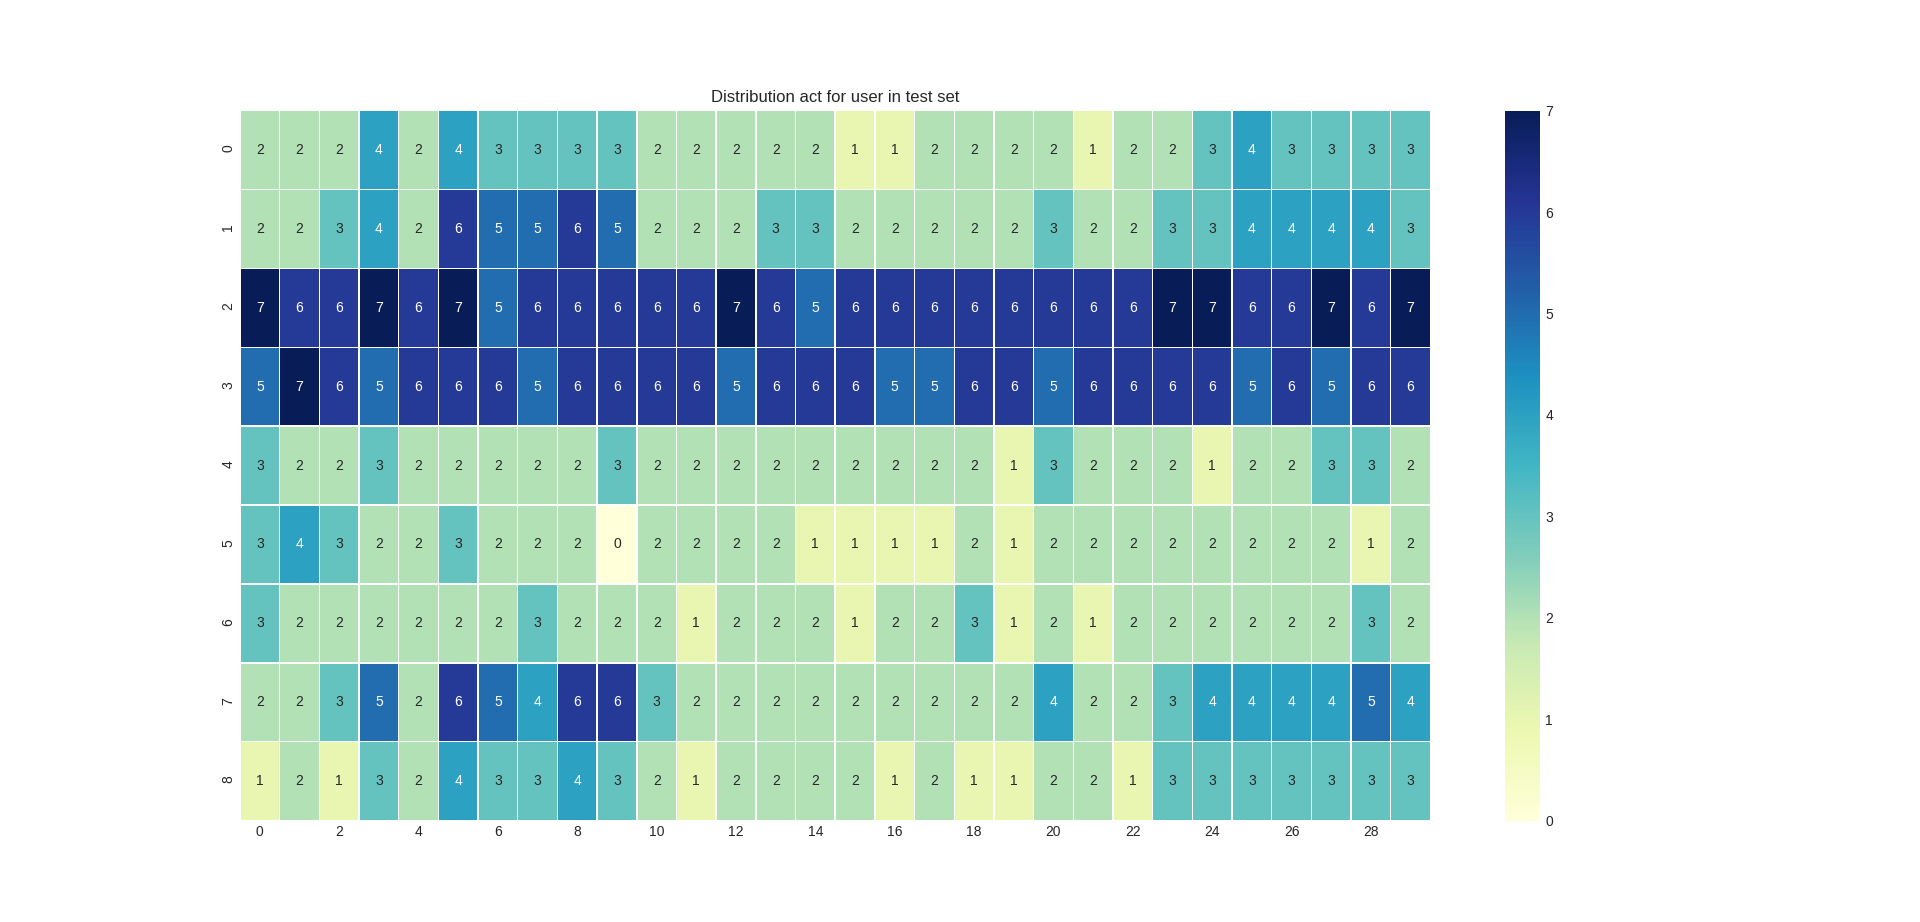 Distribution act for user in test set
0 2 2 2 4 2 4 3 3 3 3 2 2 2 2 2 1 1 2 2 2 2 1 2 2 3 4 3 3 3 3
1 2 2 3 4 2 6 5 5 6 5 2 2 2 3 3 2 2 2 2 2 3 2 2 3 3 4 4 4 4 3
2 7 6 6 7 6 7 5 6 6 6 6 6 7 6 5 6 6 6 6 6 6 6 6 7 7 6 6 7 6 7
3 5 7 6 5 6 6 6 5 6 6 6 6 5 6 6 6 5 5 6 6 5 6 6 6 6 5 6 5 6 6
4 3 2 2 3 2 2 2 2 2 3 2 2 2 2 2 2 2 2 2 1 3 2 2 2 1 2 2 3 3 2
5 3 4 3 2 2 3 2 2 2 0 2 2 2 2 1 1 1 1 2 1 2 2 2 2 2 2 2 2 1 2
6 3 2 2 2 2 2 2 3 2 2 2 1 2 2 2 1 2 2 3 1 2 1 2 2 2 2 2 2 3 2
7 2 2 3 5 2 6 5 4 6 6 3 2 2 2 2 2 2 2 2 2 4 2 2 3 4 4 4 4 5 4
8 1 2 1 3 2 4 3 3 4 3 2 1 2 2 2 2 1 2 1 1 2 2 1 3 3 3 3 3 3 3
0 2 4 6 8 10 12 14 16 18 20 22 24 26 28
7
6
5
4
3
2
1
0